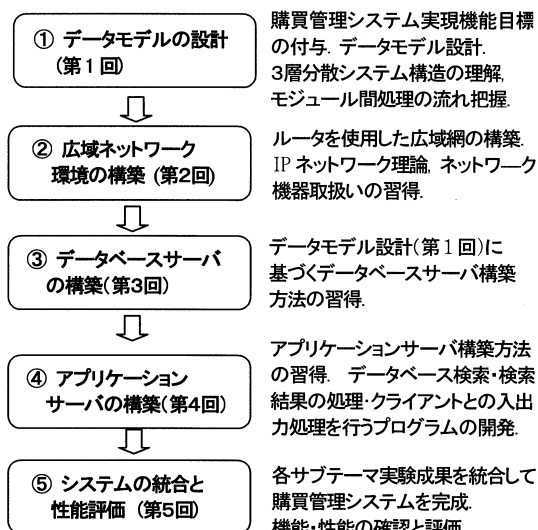 ① データモデルの設計
(第1回)
購買管理システム実現機能目標
の付与. データモデル設計.
3層分散システム構造の理解,
モジュール間処理の流れ把握.
② 広域ネットワーク
環境の構築 (第2回)
ルータを使用した広域網の構築.
IP ネットワーク理論, ネットワ―ク
機器取扱いの習得.
③ データベースサーバ
の構築(第3回)
データモデル設計(第1回)に
基づくデータベースサーバ構築
方法の習得.
④ アプリケーション
サーバの構築(第4回)
アプリケーションサーバ構築方法
の習得. データベース検索・検索
結果の処理・クライアントとの入出
力処理を行うプログラムの開発.
⑤ システムの統合と
性能評価 (第5回)
各サブテーマ実験成果を統合して
購買管理システムを完成.
機能・性能の確認と評価